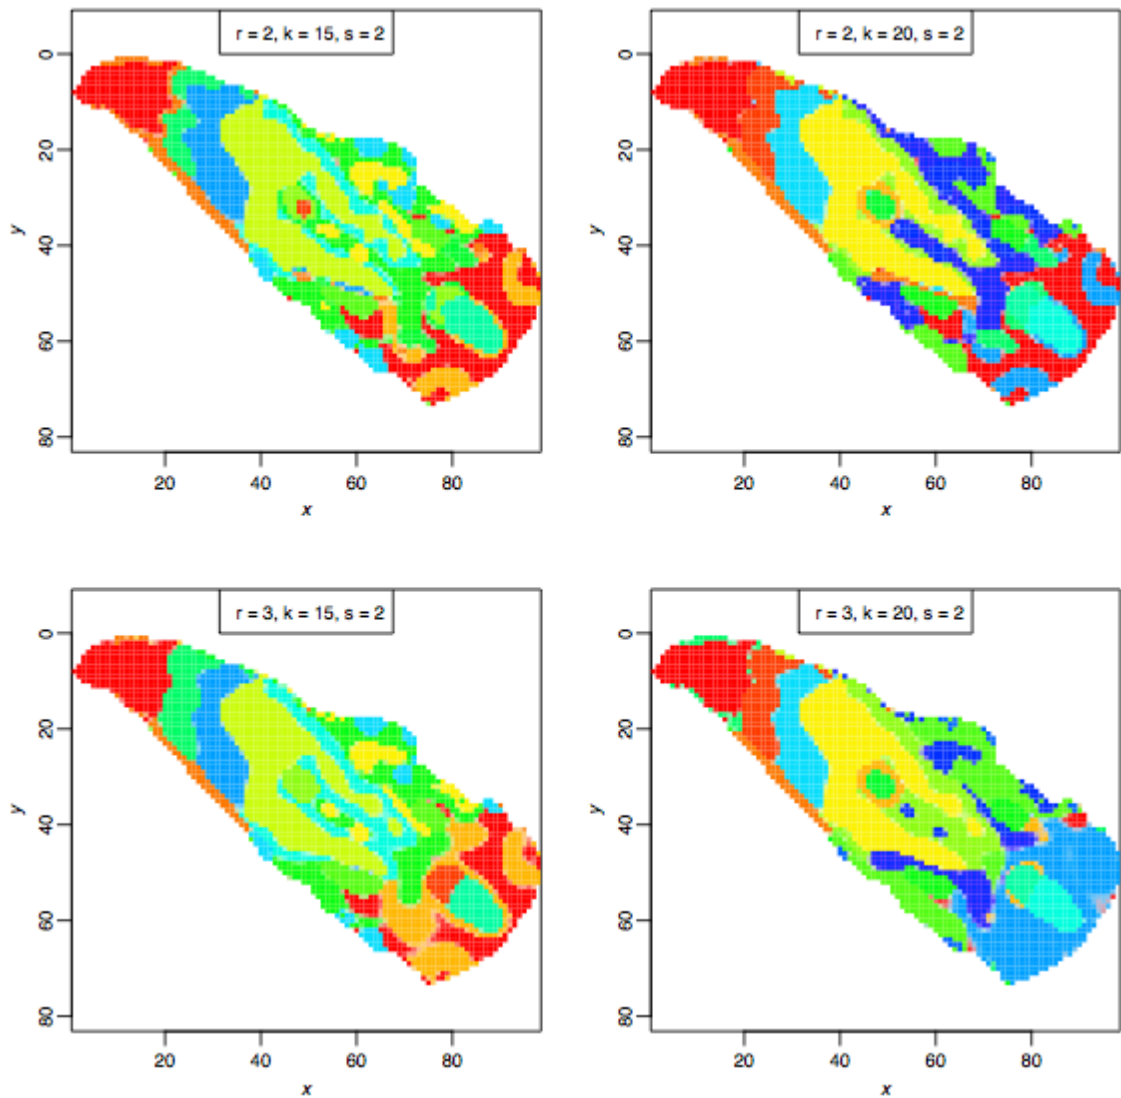 r = 2, k = 15, s = 2
0
20
40
60
80
y
20 40 60 80
x
r = 2, k = 20, s = 2
0
20
40
60
80
y
20 40 60 80
x
r = 3, k = 15, s = 2
0
20
40
60
80
y
20 40 60 80
x
r = 3, k = 20, s = 2
0
20
40
60
80
y
20 40 60 80
x